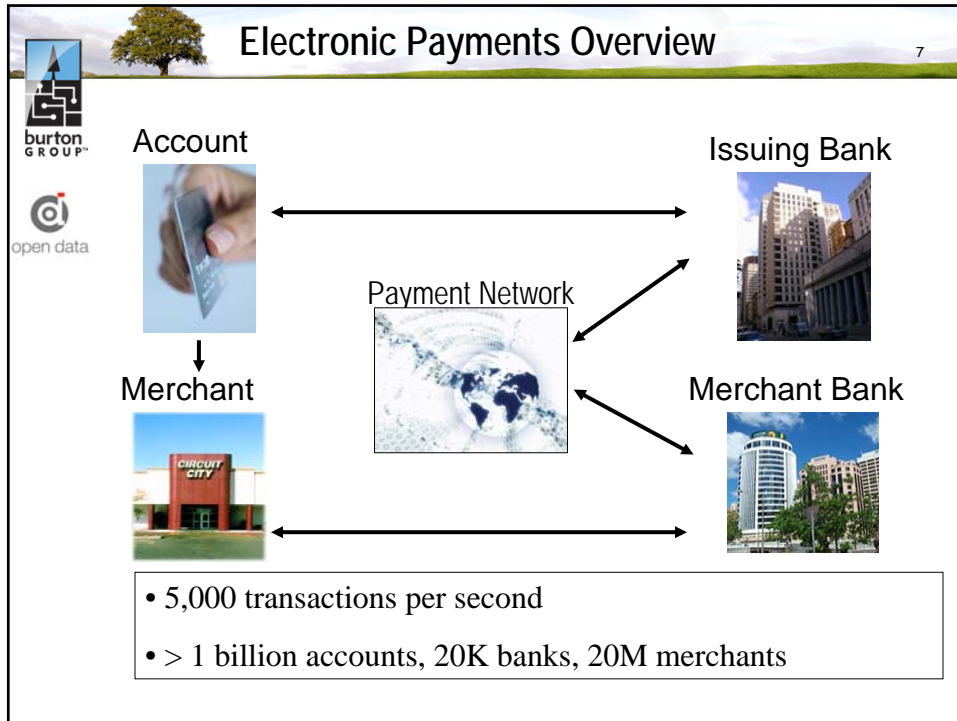 Electronic Payments Overview
7
burton
GROUP™
open data
Account
Issuing Bank
Payment Network
Merchant
Merchant Bank
CIRCUIT
CITY
• 5,000 transactions per second
• > 1 billion accounts, 20K banks, 20M merchants